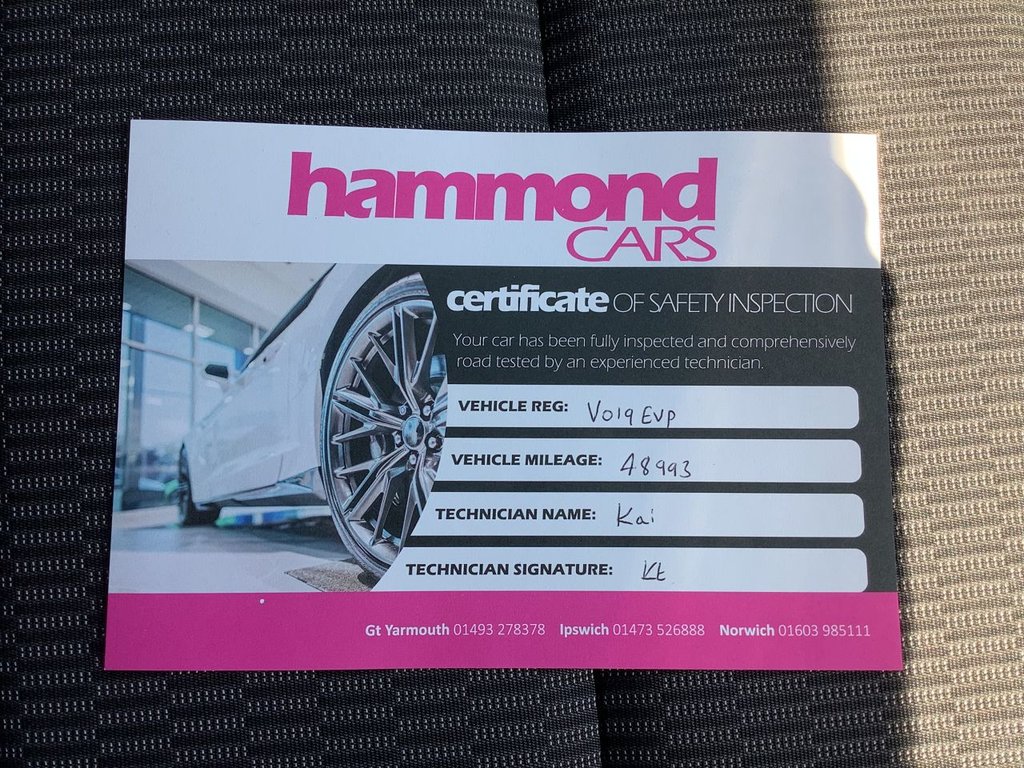 hammond
CARS
certificate OF SAFETY INSPECTION
Your car has been fully inspected and comprehensively
road tested by an experienced technician.
VEHICLE REG: VO19 EVP
VEHICLE MILEAGE: 48993
TECHNICIAN NAME: Kai
TECHNICIAN SIGNATURE: Kt
Gt Yarmouth 01493 278378 Ipswich 01473 526888 Norwich 01603 985111